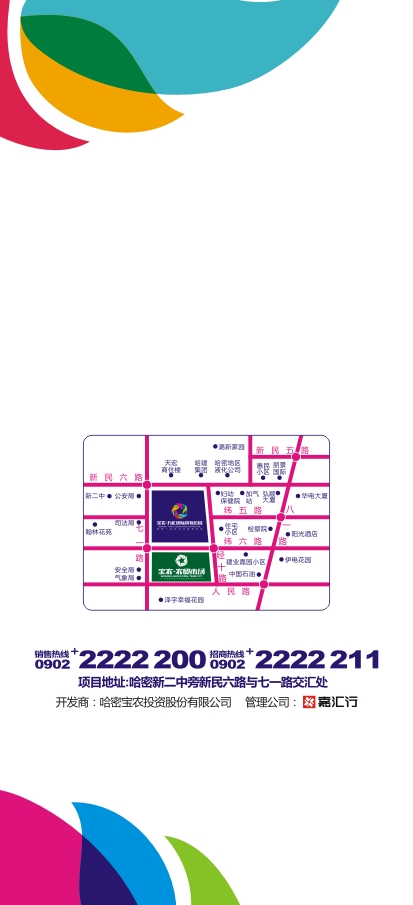 潞新家园
新民五路
天宏
商住楼
哈建
集团
哈密地区
液化公司
惠民
小区
丽景
国际
新民六路
新二中
公安局
妇幼
保健院
加气
站
弘顺
大厦
华电大厦
纬五路
八一路
司法局
翰林花苑
七一路
住宅
小区
检察院
阳光酒店
纬六路
经十路
建业嘉园小区
伊电花园
安全局
气象局
宝农·农贸市场
中国石油
人民路
泽宇幸福花园
销售热线
0902+2222 200
招商热线
0902+2222 211
项目地址:哈密新二中旁新民六路与七一路交汇处
开发商：哈密宝农投资股份有限公司 管理公司：嘉汇行